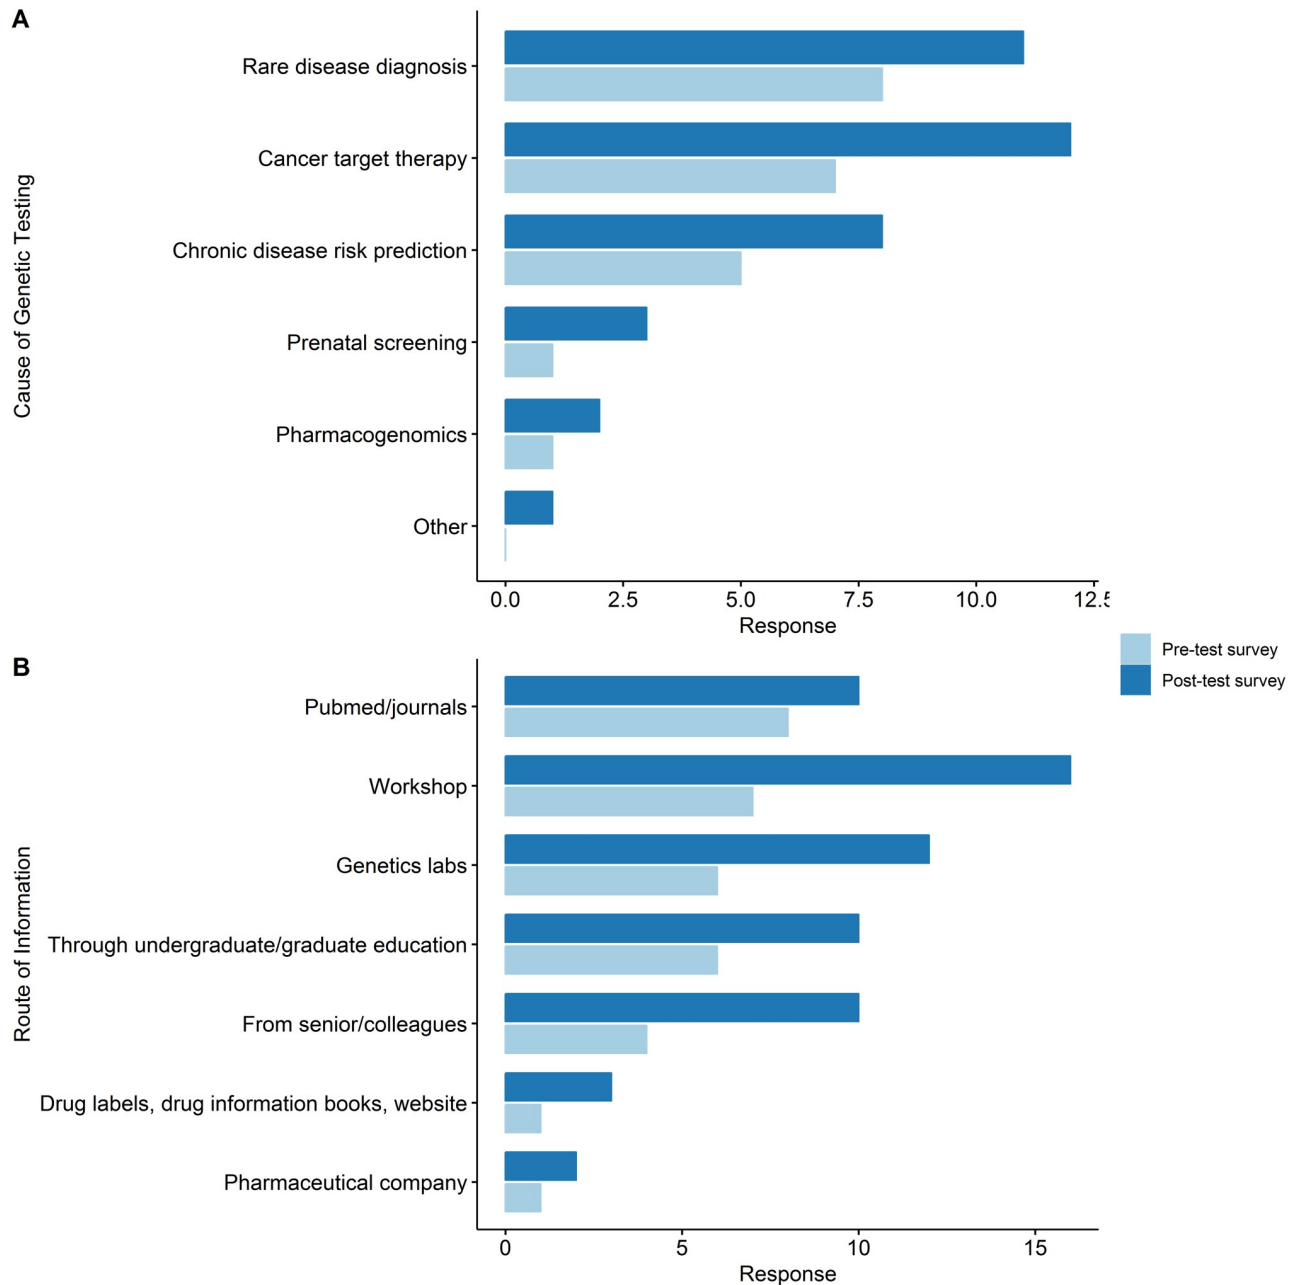 A
Cause of Genetic Testing
Rare disease diagnosis
Cancer target therapy
Chronic disease risk prediction
Prenatal screening
Pharmacogenomics
Other
0.0 2.5 5.0 7.5 10.0 12.5
Response
Pre-test survey
Post-test survey
B
Route of Information
Pubmed/journals
Workshop
Genetics labs
Through undergraduate/graduate education
From senior/colleagues
Drug labels, drug information books, website
Pharmaceutical company
0 5 10 15
Response